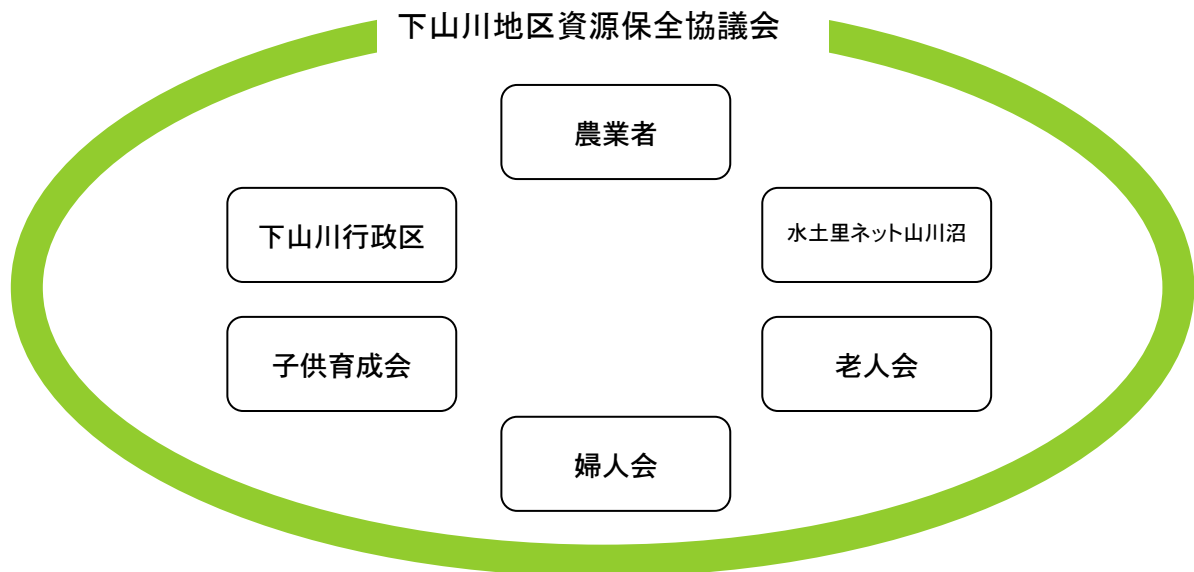 下山川地区資源保全協議会
農業者
下山川行政区
水土里ネット山川沼
子供育成会
老人会
婦人会